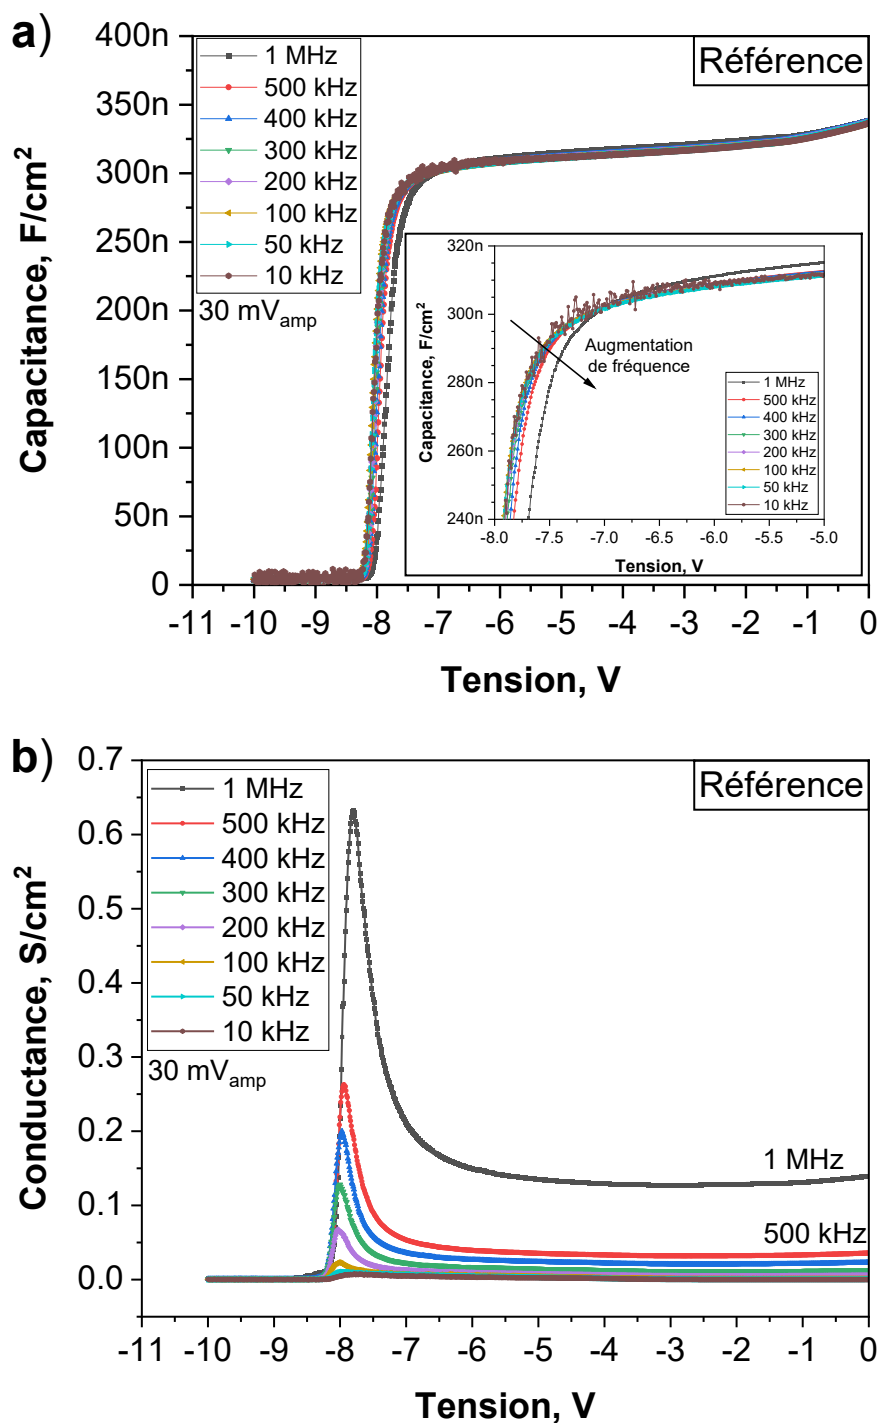 a)
Référence
Capacitance, F/cm²
400n
350n
300n
250n
200n
150n
100n
50n
0
1 MHz
500 kHz
400 kHz
300 kHz
200 kHz
100 kHz
50 kHz
10 kHz
30 mVamp
Capacitance, F/cm²
320n
300n
280n
260n
240n
Augmentation
de fréquence
1 MHz
500 kHz
400 kHz
300 kHz
200 kHz
100 kHz
50 kHz
10 kHz
-8.0 -7.5 -7.0 -6.5 -6.0 -5.5 -5.0
Tension, V
-11 -10 -9 -8 -7 -6 -5 -4 -3 -2 -1 0
Tension, V
b)
Référence
Conductance, S/cm²
0.7
0.6
0.5
0.4
0.3
0.2
0.1
0.0
1 MHz
500 kHz
400 kHz
300 kHz
200 kHz
100 kHz
50 kHz
10 kHz
30 mVamp
1 MHz
500 kHz
-11 -10 -9 -8 -7 -6 -5 -4 -3 -2 -1 0
Tension, V